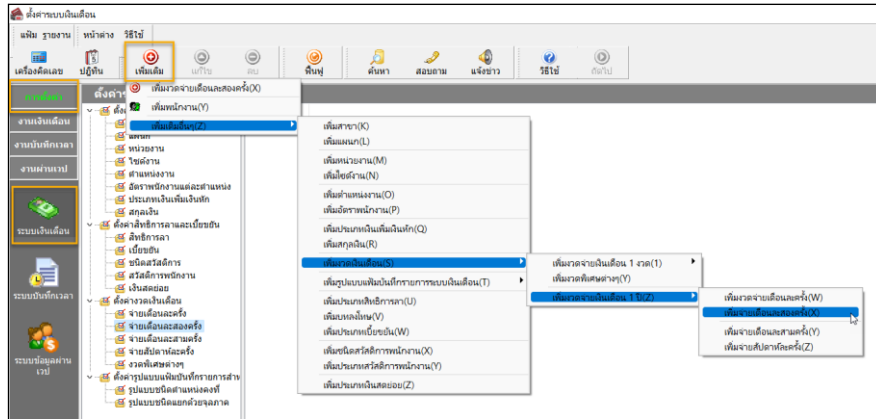 ตั้งค่าระบบเงินเดือน
แฟ้ม รายงาน หน้าต่าง วิธีใช้
เครื่องคิดเลข ปฏิทิน เพิ่มเติม แก้ไข ลบ ฟื้นฟู ค้นหา สอบถาม แจ้งข่าว วิธีใช้ ถัดไป
การตั้งค่า
งานเงินเดือน
งานบันทึกเวลา
งานผ่านเวป
ระบบเงินเดือน
ระบบบันทึกเวลา
ระบบข้อมูลผ่าน
เวป
แผนก
หน่วยงาน
ไซต์งาน
ตำแหน่งงาน
อัตราพนักงานแต่ละตำแหน่ง
ประเภทเงินเพิ่มเงินหัก
สกุลเงิน
ตั้งค่าสิทธิการลาและเบี้ยขยัน
สิทธิการลา
เบี้ยขยัน
ชนิดสวัสดิการ
สวัสดิการพนักงาน
เงินสดย่อย
ตั้งค่างวดเงินเดือน
จ่ายเดือนละครั้ง
จ่ายเดือนละสองครั้ง
จ่ายเดือนละสามครั้ง
จ่ายสัปดาห์ละครั้ง
งวดพิเศษต่างๆ
ตั้งค่ารูปแบบแฟ้มบันทึกรายการสำห
รูปแบบชนิดตำแหน่งคงที่
รูปแบบชนิดแยกด้วยจุลภาค
เพิ่มงวดจ่ายเดือนละสองครั้ง(X)
เพิ่มพนักงาน(Y)
เพิ่มเติมอื่นๆ(Z)
เพิ่มสาขา(K)
เพิ่มแผนก(L)
เพิ่มหน่วยงาน(M)
เพิ่มไซต์งาน(N)
เพิ่มตำแหน่งงาน(O)
เพิ่มอัตราพนักงาน(P)
เพิ่มประเภทเงินเพิ่มเงินหัก(Q)
เพิ่มสกุลเงิน(R)
เพิ่มงวดเงินเดือน(S)
เพิ่มรูปแบบแฟ้มบันทึกรายการระบบเงินเดือน(T)
เพิ่มประเภทสิทธิการลา(U)
เพิ่มบทลงโทษ(V)
เพิ่มประเภทเบี้ยขยัน(W)
เพิ่มชนิดสวัสดิการพนักงาน(X)
เพิ่มประเภทสวัสดิการพนักงาน(Y)
เพิ่มประเภทเงินสดย่อย(Z)
เพิ่มงวดจ่ายเงินเดือน 1 งวด(1)
เพิ่มงวดพิเศษต่างๆ(Y)
เพิ่มงวดจ่ายเงินเดือน 1 ปี(Z)
เพิ่มงวดจ่ายเดือนละครั้ง(W)
เพิ่มจ่ายเดือนละสองครั้ง(X)
เพิ่มจ่ายเดือนละสามครั้ง(Y)
เพิ่มจ่ายสัปดาห์ละครั้ง(Z)